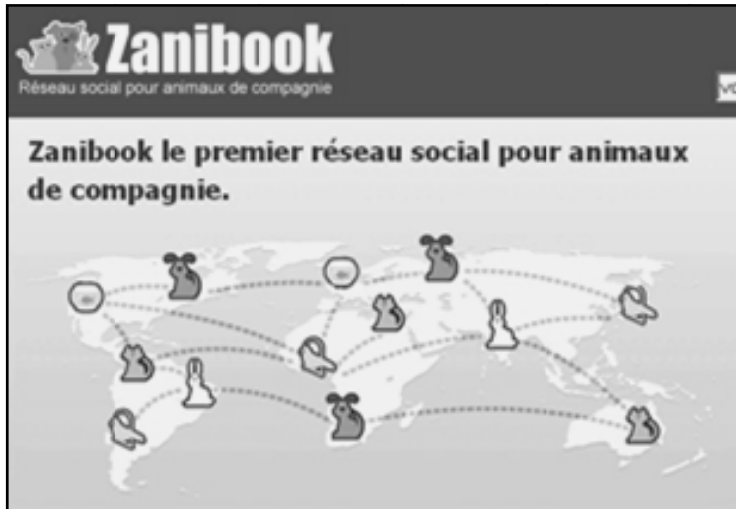 Zanibook
Réseau social pour animaux de compagnie
Zanibook le premier réseau social pour animaux
de compagnie.